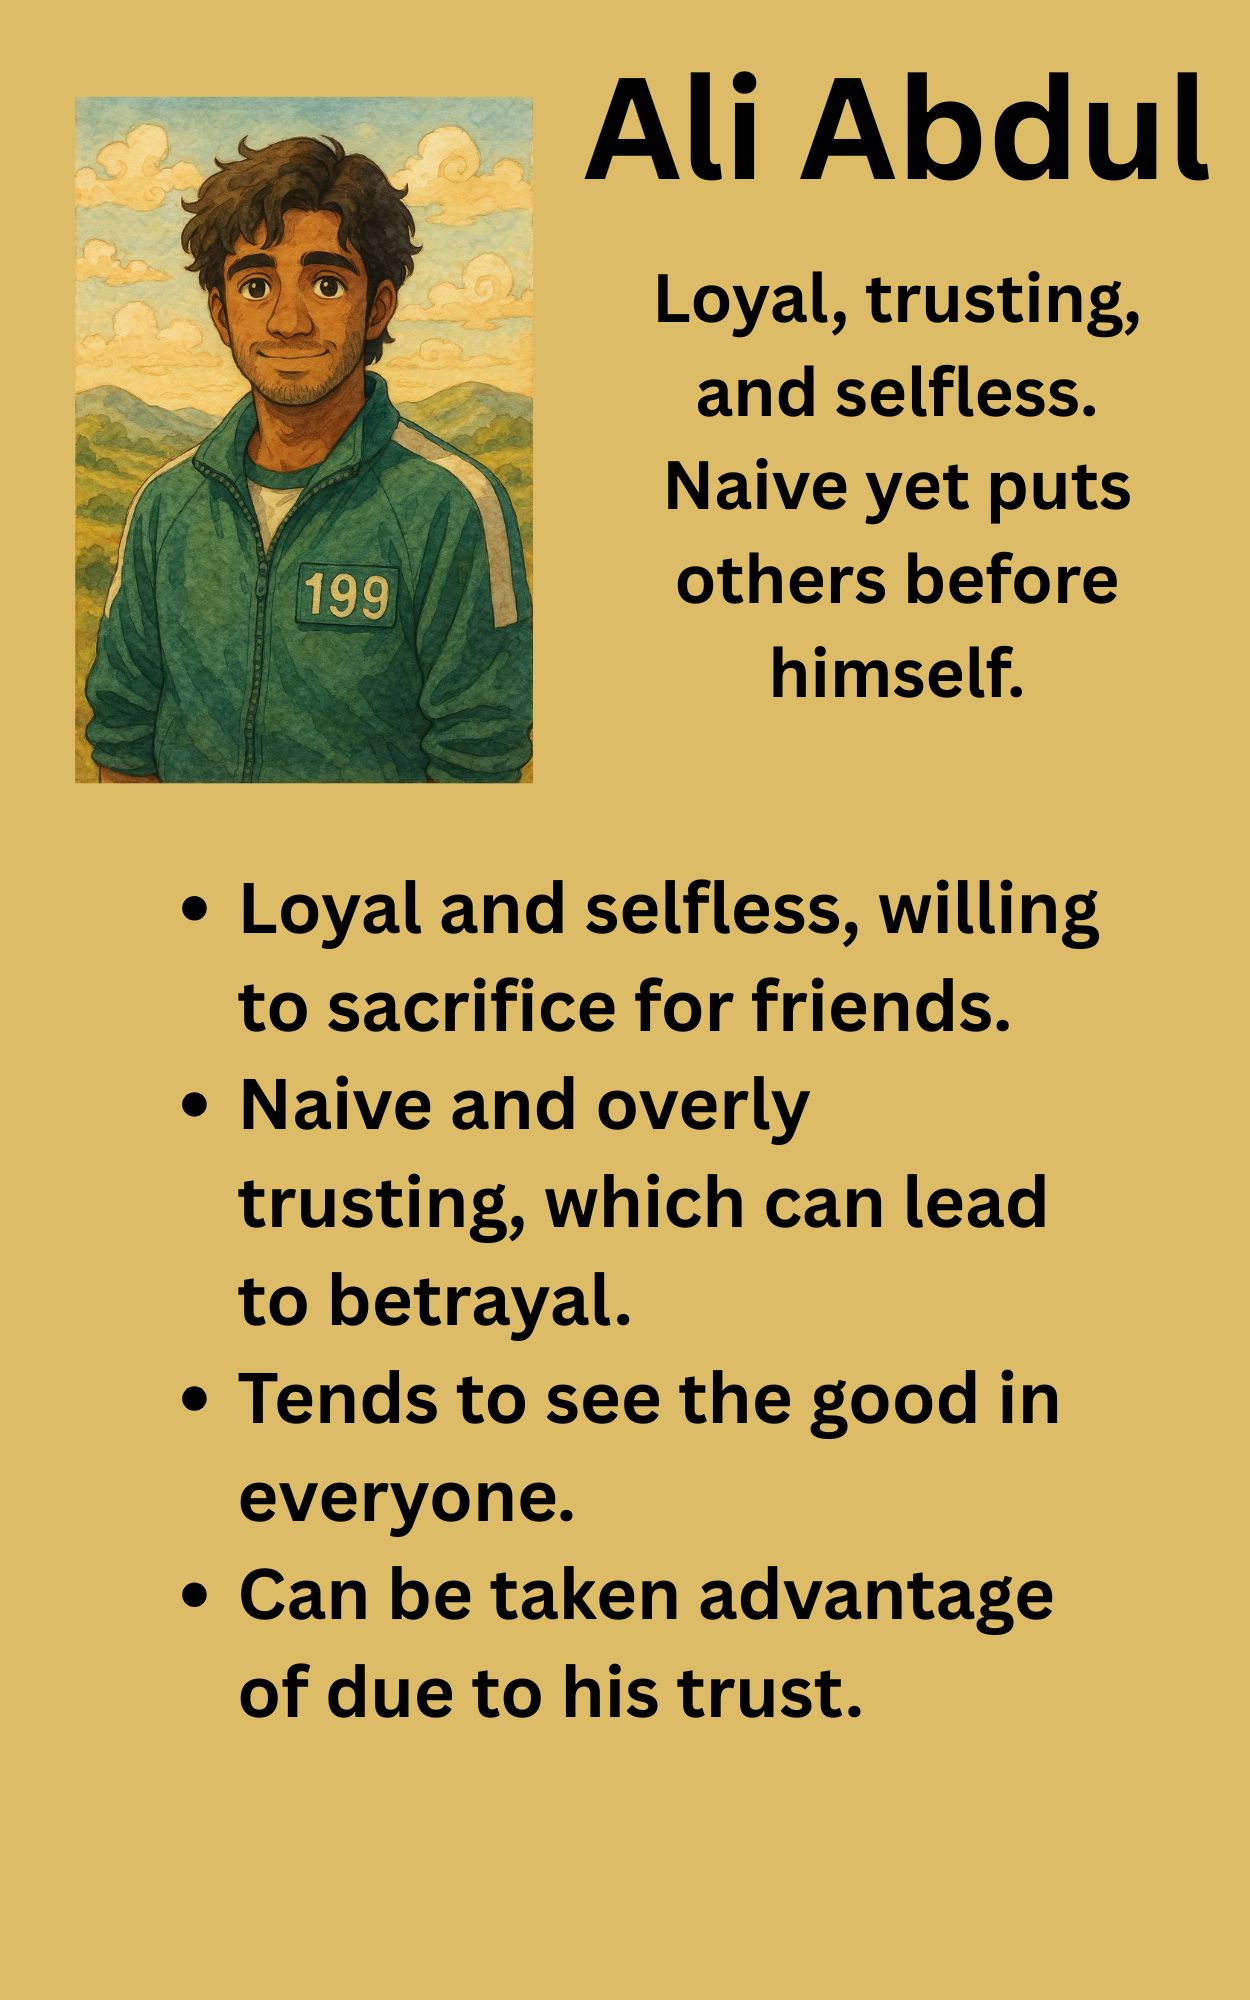 Ali Abdul
Loyal, trusting,
and selfless.
Naive yet puts
others before
himself.
199
• Loyal and selfless, willing
to sacrifice for friends.
• Naive and overly
trusting, which can lead
to betrayal.
• Tends to see the good in
everyone.
• Can be taken advantage
of due to his trust.